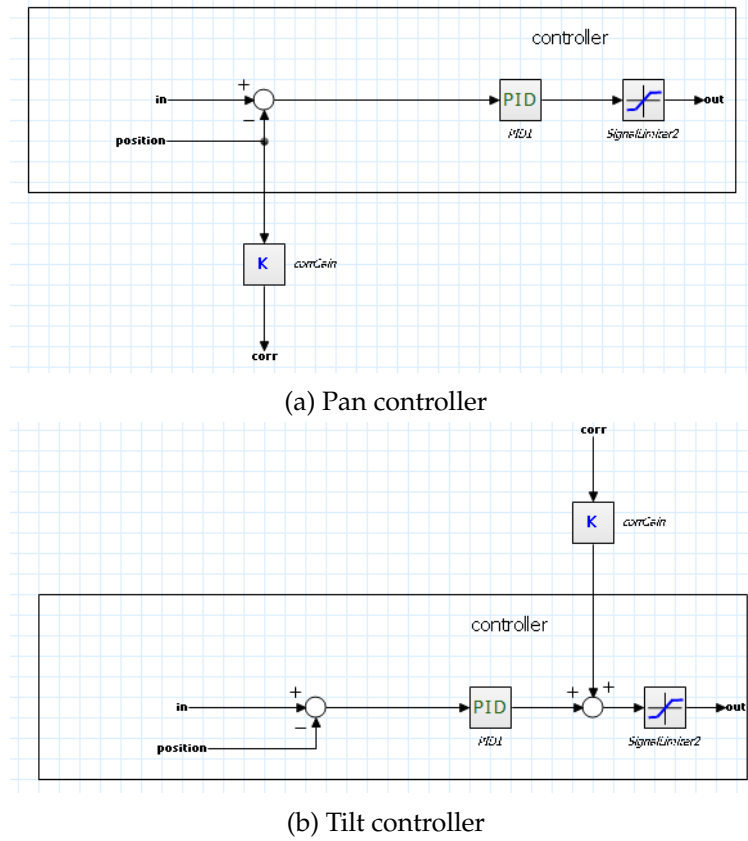 controller
+
in
PID
out
−
PID1
SignalLimiter2
position
K
corrGain
corr
(a) Pan controller
corr
K
corrGain
controller
+
+
+
in
PID
out
−
position
PID1
SignalLimiter2
(b) Tilt controller